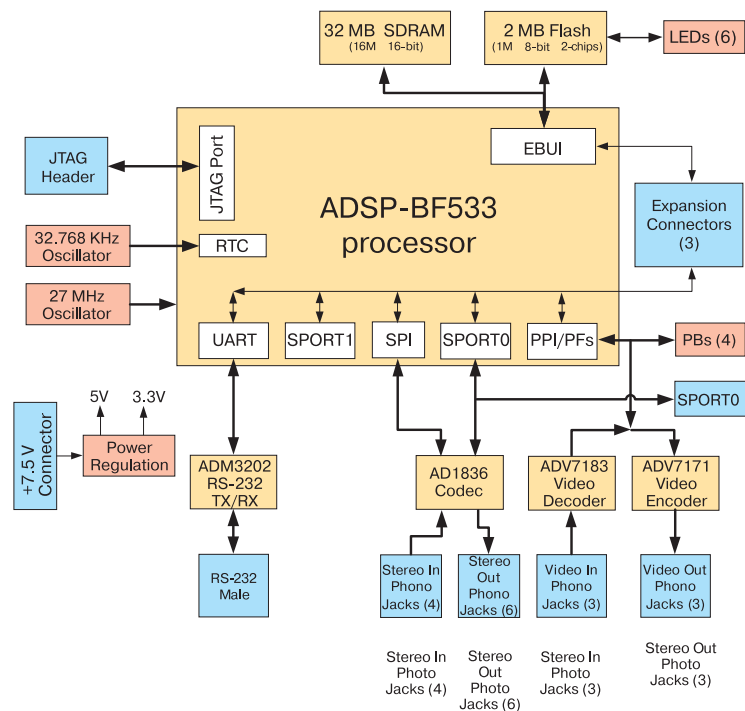 32 MB SDRAM
(16M 16-bit)
2 MB Flash
(1M 8-bit 2-chips)
LEDs (6)
JTAG
Header
JTAG Port
EBUI
ADSP-BF533
processor
Expansion
Connectors
(3)
32.768 KHz
Oscillator
RTC
27 MHz
Oscillator
UART
SPORT1
SPI
SPORT0
PPI/PFs
PBs (4)
SPORT0
5V
3.3V
+7.5 V
Connector
Power
Regulation
ADM3202
RS-232
TX/RX
AD1836
Codec
ADV7183
Video
Decoder
ADV7171
Video
Encoder
RS-232
Male
Stereo In
Phono
Jacks (4)
Stereo
Out
Phono
Jacks (6)
Video In
Phono
Jacks (3)
Video Out
Phono
Jacks (3)
Stereo In
Photo
Jacks (4)
Stereo
Out
Photo
Jacks (6)
Stereo In
Photo
Jacks (3)
Stereo Out
Photo
Jacks (3)